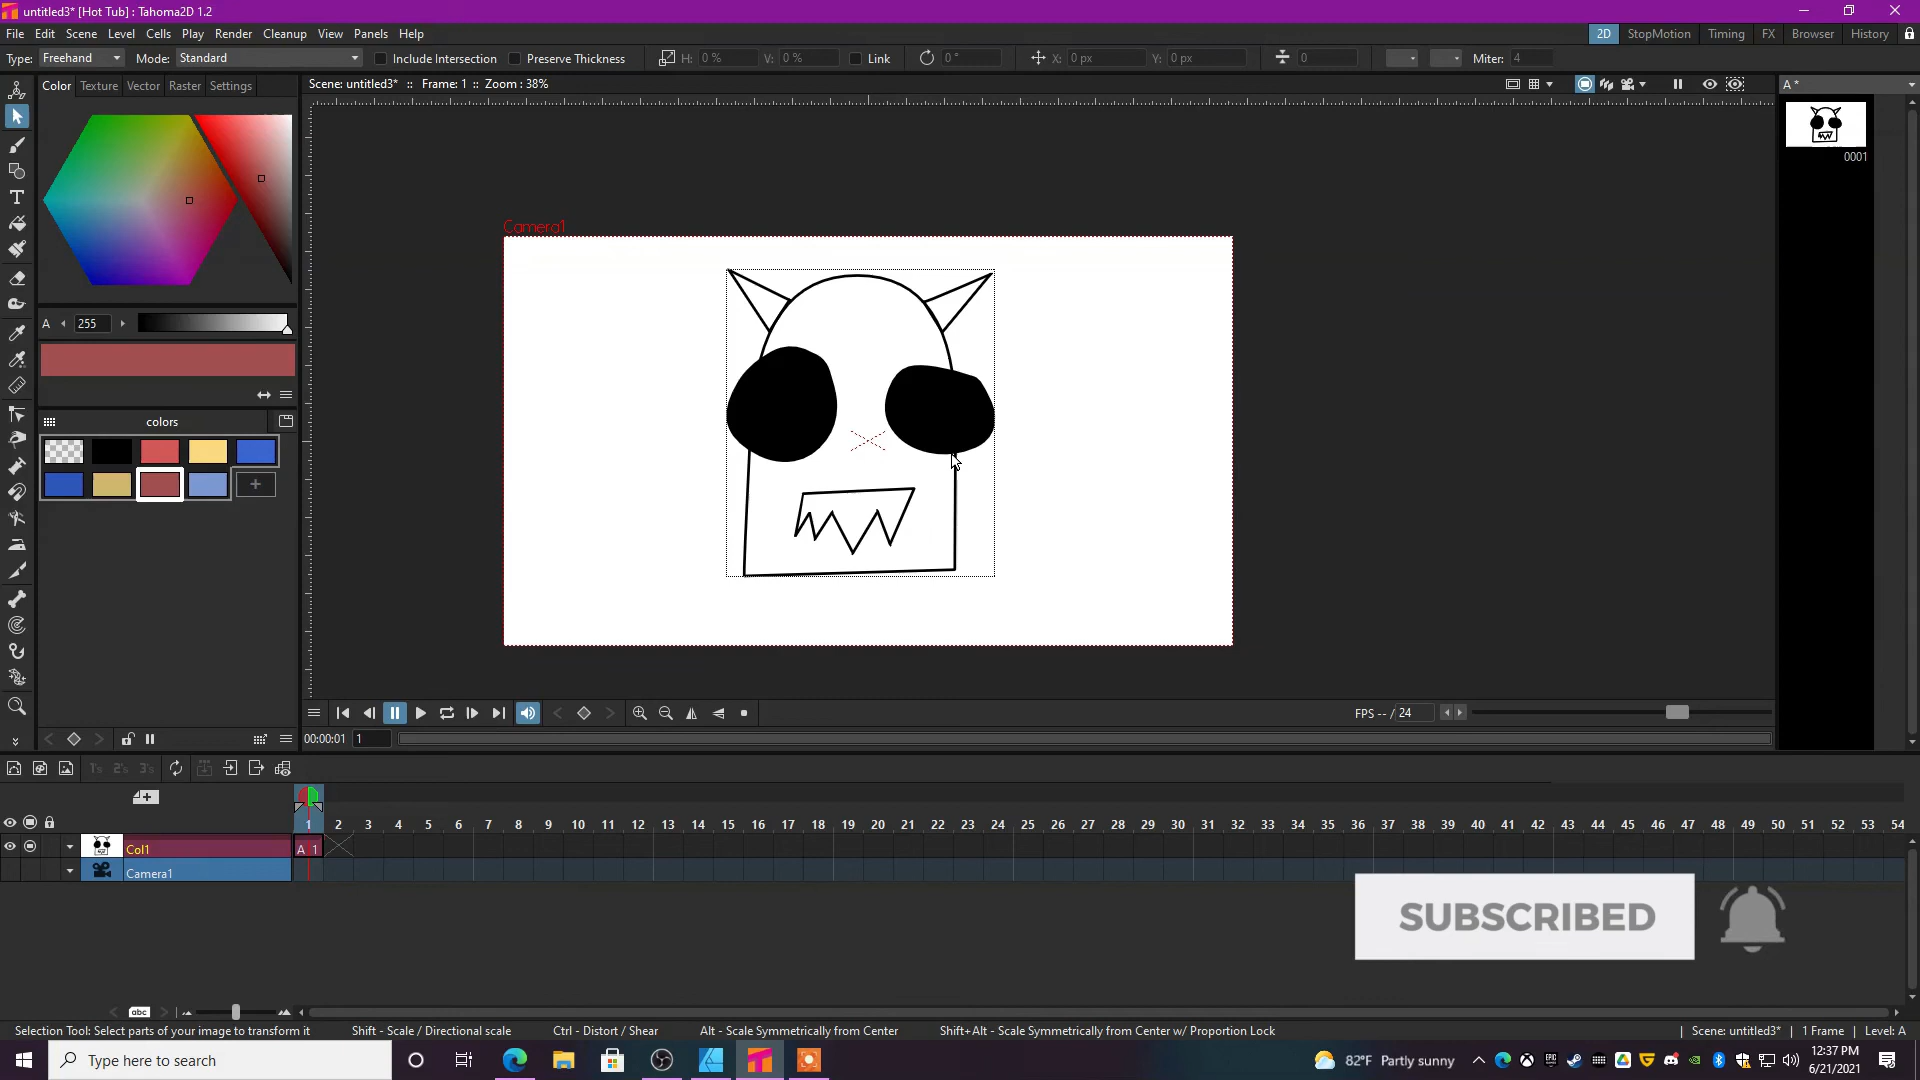 untitled3* [Hot Tub] : Tahoma2D 1.2
File Edit Scene Level Cells Play Render Cleanup View Panels Help
2D StopMotion Timing FX Browser History
Type: Freehand Mode: Standard Include Intersection Preserve Thickness H: 0 % V: 0 % Link 0 ° X: 0 px Y: 0 px 0 Miter: 4
Color Texture Vector Raster Settings
Scene: untitled3* :: Frame: 1 :: Zoom : 38%
A *
0001
Camera1
A 255
colors
+
FPS -- / 24
00:00:01 1
1's 2's 3's
1 2 3 4 5 6 7 8 9 10 11 12 13 14 15 16 17 18 19 20 21 22 23 24 25 26 27 28 29 30 31 32 33 34 35 36 37 38 39 40 41 42 43 44 45 46 47 48 49 50 51 52 53 54
Col1 A 1
Camera1
SUBSCRIBED
abc
Selection Tool: Select parts of your image to transform it Shift - Scale / Directional scale Ctrl - Distort / Shear Alt - Scale Symmetrically from Center Shift+Alt - Scale Symmetrically from Center w/ Proportion Lock | Scene: untitled3* | 1 Frame | Level: A
Type here to search
82°F Partly sunny
12:37 PM
6/21/2021